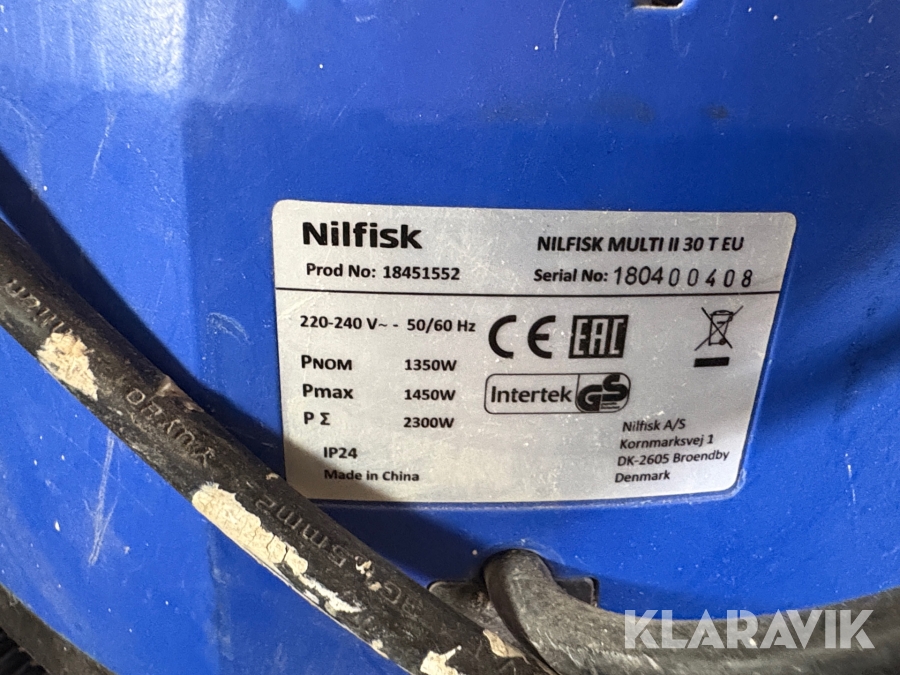 Nilfisk
NILFISK MULTI II 30 T EU
Prod No: 18451552
Serial No: 180400408
220-240 V~ - 50/60 Hz
CE
EAC
PNOM 1350W
Pmax 1450W
P Σ 2300W
Intertek
GS
IP24
Made in China
Nilfisk A/S
Kornmarksvej 1
DK-2605 Broendby
Denmark
KLARAVIK